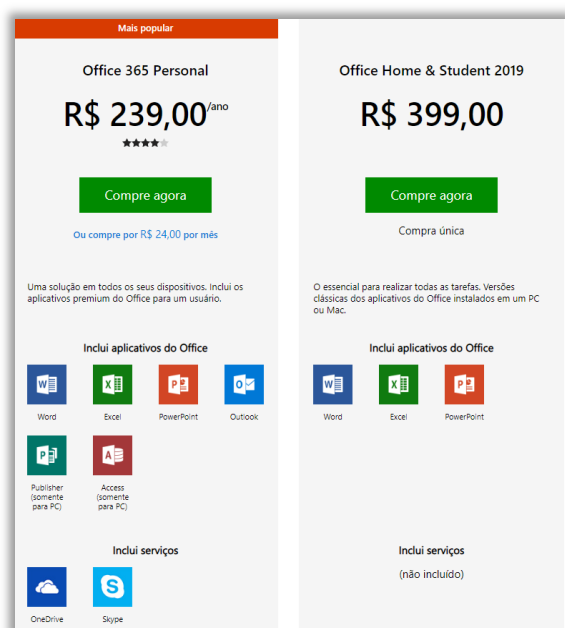 Mais popular
Office 365 Personal
R$ 239,00/ano
Compre agora
Ou compre por R$ 24,00 por mês
Uma solução em todos os seus dispositivos. Inclui os
aplicativos premium do Office para um usuário.
Inclui aplicativos do Office
Word
Excel
PowerPoint
Outlook
Publisher
(somente
para PC)
Access
(somente
para PC)
Inclui serviços
OneDrive
Skype
Office Home & Student 2019
R$ 399,00
Compre agora
Compra única
O essencial para realizar todas as tarefas. Versões
clássicas dos aplicativos do Office instalados em um PC
ou Mac.
Inclui aplicativos do Office
Word
Excel
PowerPoint
Inclui serviços
(não incluído)